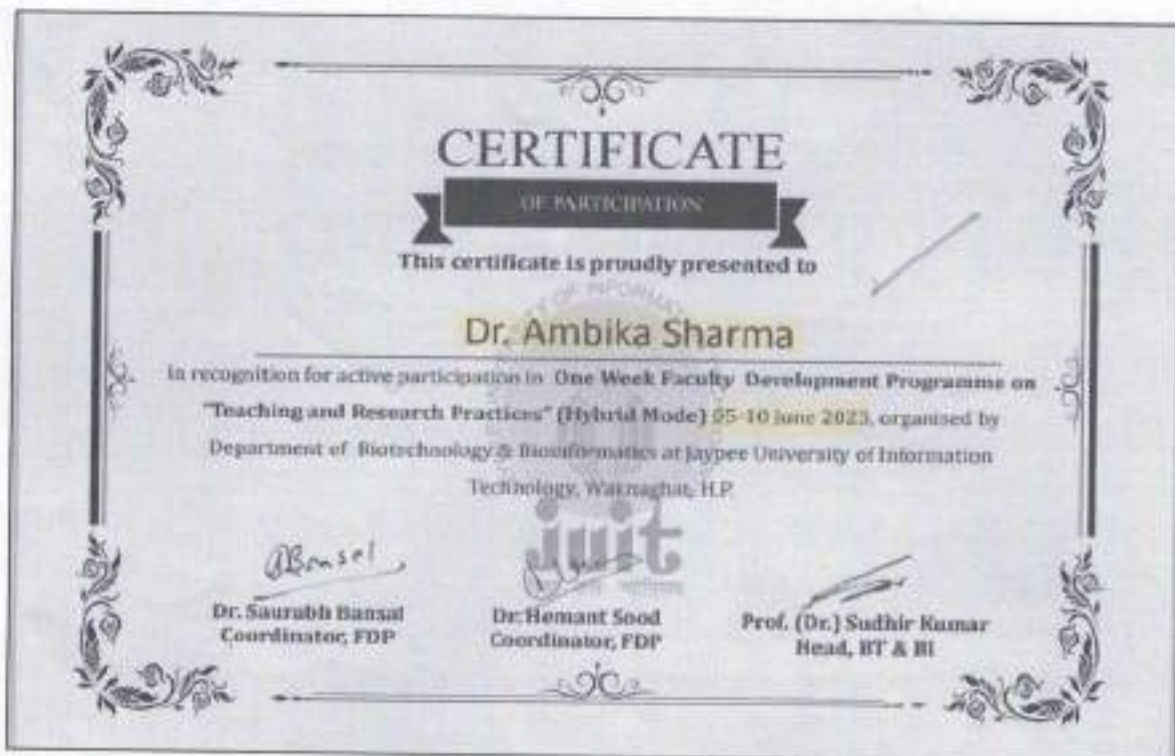 CERTIFICATE
OF PARTICIPATION
This certificate is proudly presented to
Dr. Ambika Sharma
in recognition for active participation in One Week Faculty Development Programme on
"Teaching and Research Practices" (Hybrid Mode) 05-10 June 2023, organised by
Department of Biotechnology & Bioinformatics at Jaypee University of Information
Technology, Waknaghat, H.P.
juit
Bansal
Dr. Saurabh Bansal
Coordinator, FDP
Dr. Hemant Sood
Coordinator, FDP
Prof. (Dr.) Sudhir Kumar
Head, BT & BI